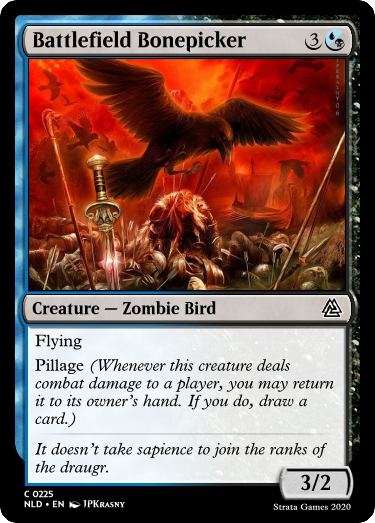 Battlefield Bonepicker 3
Creature — Zombie Bird
Flying
Pillage (Whenever this creature deals
combat damage to a player, you may return
it to its owner's hand. If you do, draw a
card.)
It doesn't take sapience to join the ranks of
the draugr.
3/2
C 0225
NLD • EN JPKRASNY
Strata Games 2020